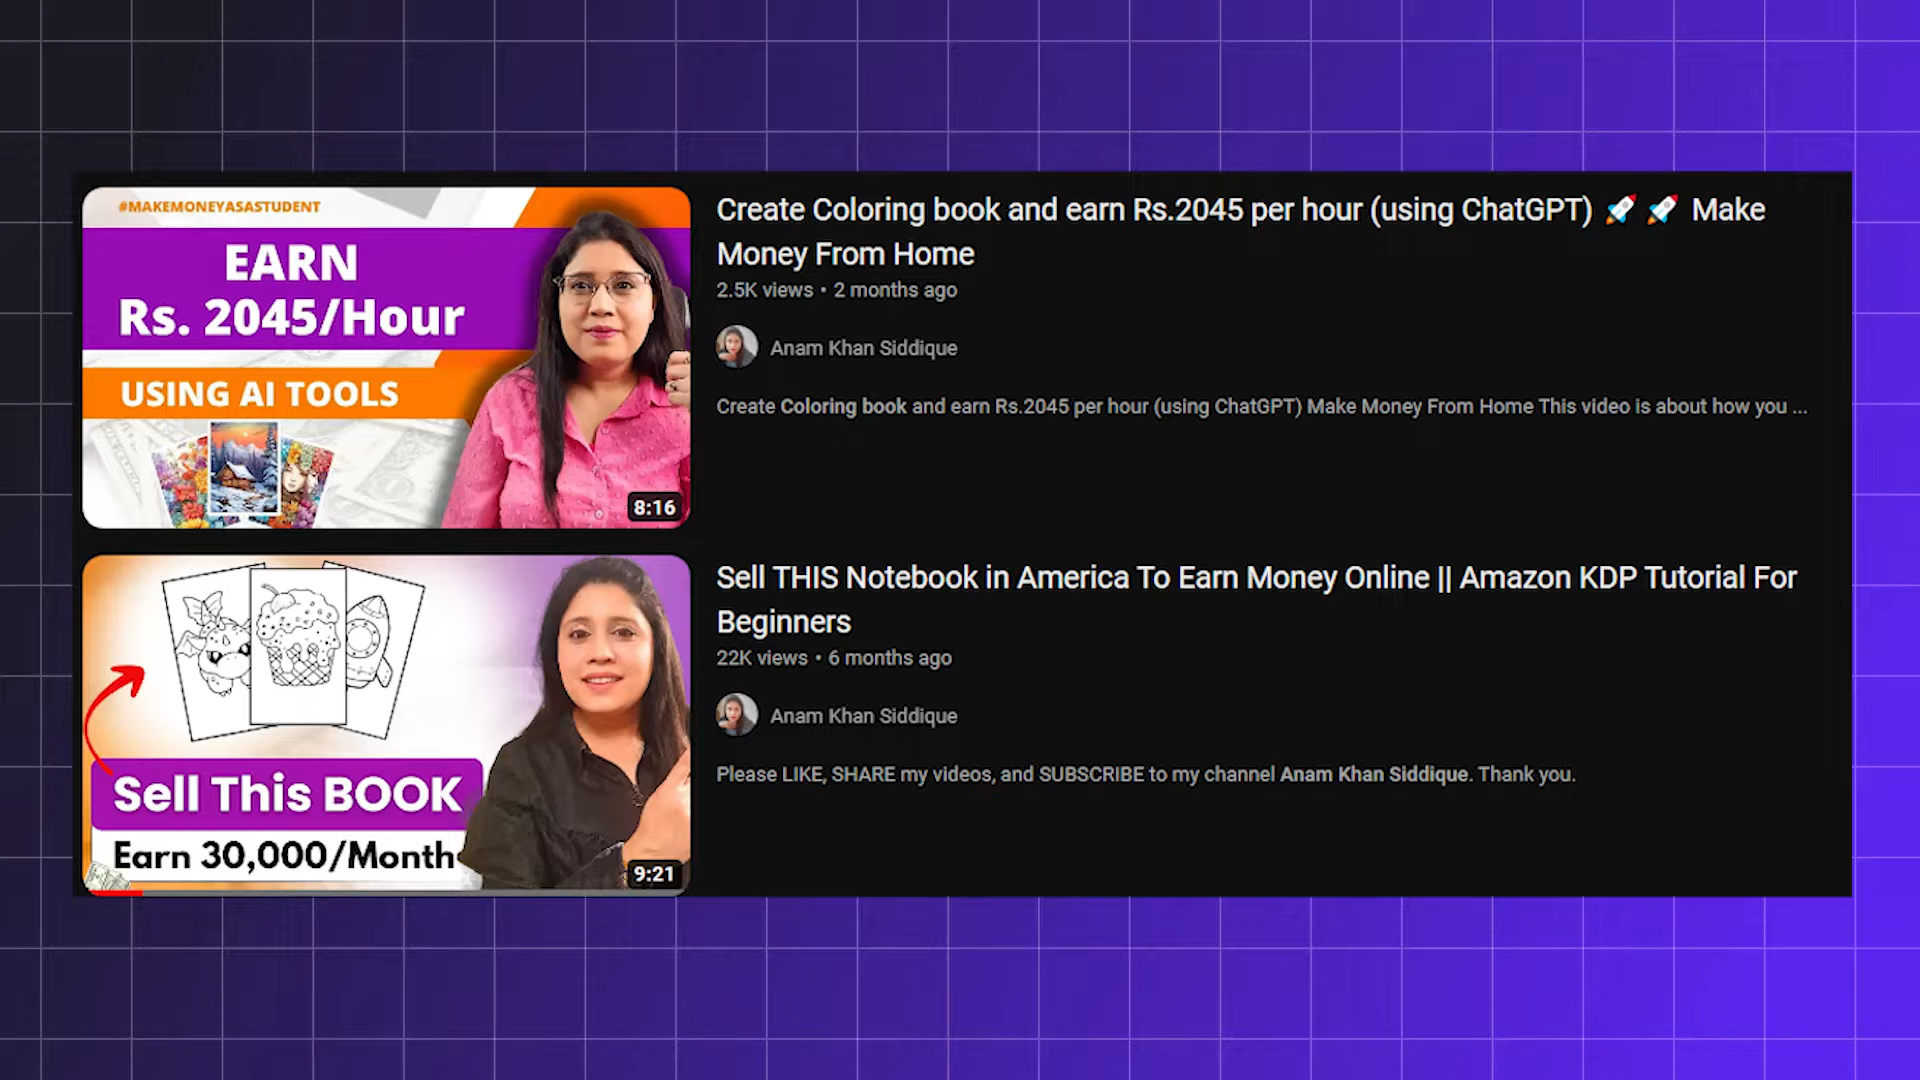 #MAKEMONEYASASTUDENT
EARN
Rs. 2045/Hour
USING AI TOOLS
8:16
Create Coloring book and earn Rs.2045 per hour (using ChatGPT) 🚀 🚀 Make
Money From Home
2.5K views • 2 months ago
Anam Khan Siddique
Create Coloring book and earn Rs.2045 per hour (using ChatGPT) Make Money From Home This video is about how you ...
Sell This BOOK
Earn 30,000/Month
9:21
Sell THIS Notebook in America To Earn Money Online || Amazon KDP Tutorial For
Beginners
22K views • 6 months ago
Anam Khan Siddique
Please LIKE, SHARE my videos, and SUBSCRIBE to my channel Anam Khan Siddique. Thank you.